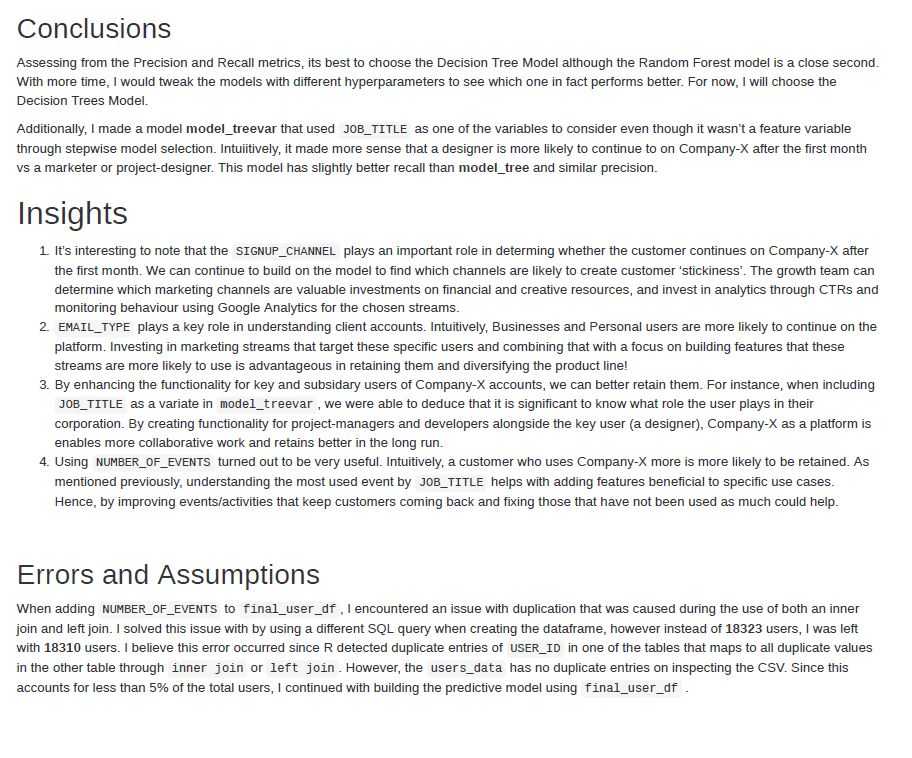 Conclusions
Assessing from the Precision and Recall metrics, its best to choose the Decision Tree Model although the Random Forest model is a close second.
With more time, I would tweak the models with different hyperparameters to see which one in fact performs better. For now, I will choose the
Decision Trees Model.
Additionally, I made a model model_treevar that used JOB_TITLE as one of the variables to consider even though it wasn't a feature variable
through stepwise model selection. Intuiitively, it made more sense that a designer is more likely to continue to on Company-X after the first month
vs a marketer or project-designer. This model has slightly better recall than model_tree and similar precision.
Insights
1. It's interesting to note that the SIGNUP_CHANNEL plays an important role in determing whether the customer continues on Company-X after
the first month. We can continue to build on the model to find which channels are likely to create customer 'stickiness'. The growth team can
determine which marketing channels are valuable investments on financial and creative resources, and invest in analytics through CTRs and
monitoring behaviour using Google Analytics for the chosen streams.
2. EMAIL_TYPE plays a key role in understanding client accounts. Intuitively, Businesses and Personal users are more likely to continue on the
platform. Investing in marketing streams that target these specific users and combining that with a focus on building features that these
streams are more likely to use is advantageous in retaining them and diversifying the product line!
3. By enhancing the functionality for key and subsidary users of Company-X accounts, we can better retain them. For instance, when including
JOB_TITLE as a variate in model_treevar , we were able to deduce that it is significant to know what role the user plays in their
corporation. By creating functionality for project-managers and developers alongside the key user (a designer), Company-X as a platform is
enables more collaborative work and retains better in the long run.
4. Using NUMBER_OF_EVENTS turned out to be very useful. Intuitively, a customer who uses Company-X more is more likely to be retained. As
mentioned previously, understanding the most used event by JOB_TITLE helps with adding features beneficial to specific use cases.
Hence, by improving events/activities that keep customers coming back and fixing those that have not been used as much could help.
Errors and Assumptions
When adding NUMBER_OF_EVENTS to final_user_df , I encountered an issue with duplication that was caused during the use of both an inner
join and left join. I solved this issue with by using a different SQL query when creating the dataframe, however instead of 18323 users, I was left
with 18310 users. I believe this error occurred since R detected duplicate entries of USER_ID in one of the tables that maps to all duplicate values
in the other table through inner join or left join . However, the users_data has no duplicate entries on inspecting the CSV. Since this
accounts for less than 5% of the total users, I continued with building the predictive model using final_user_df .